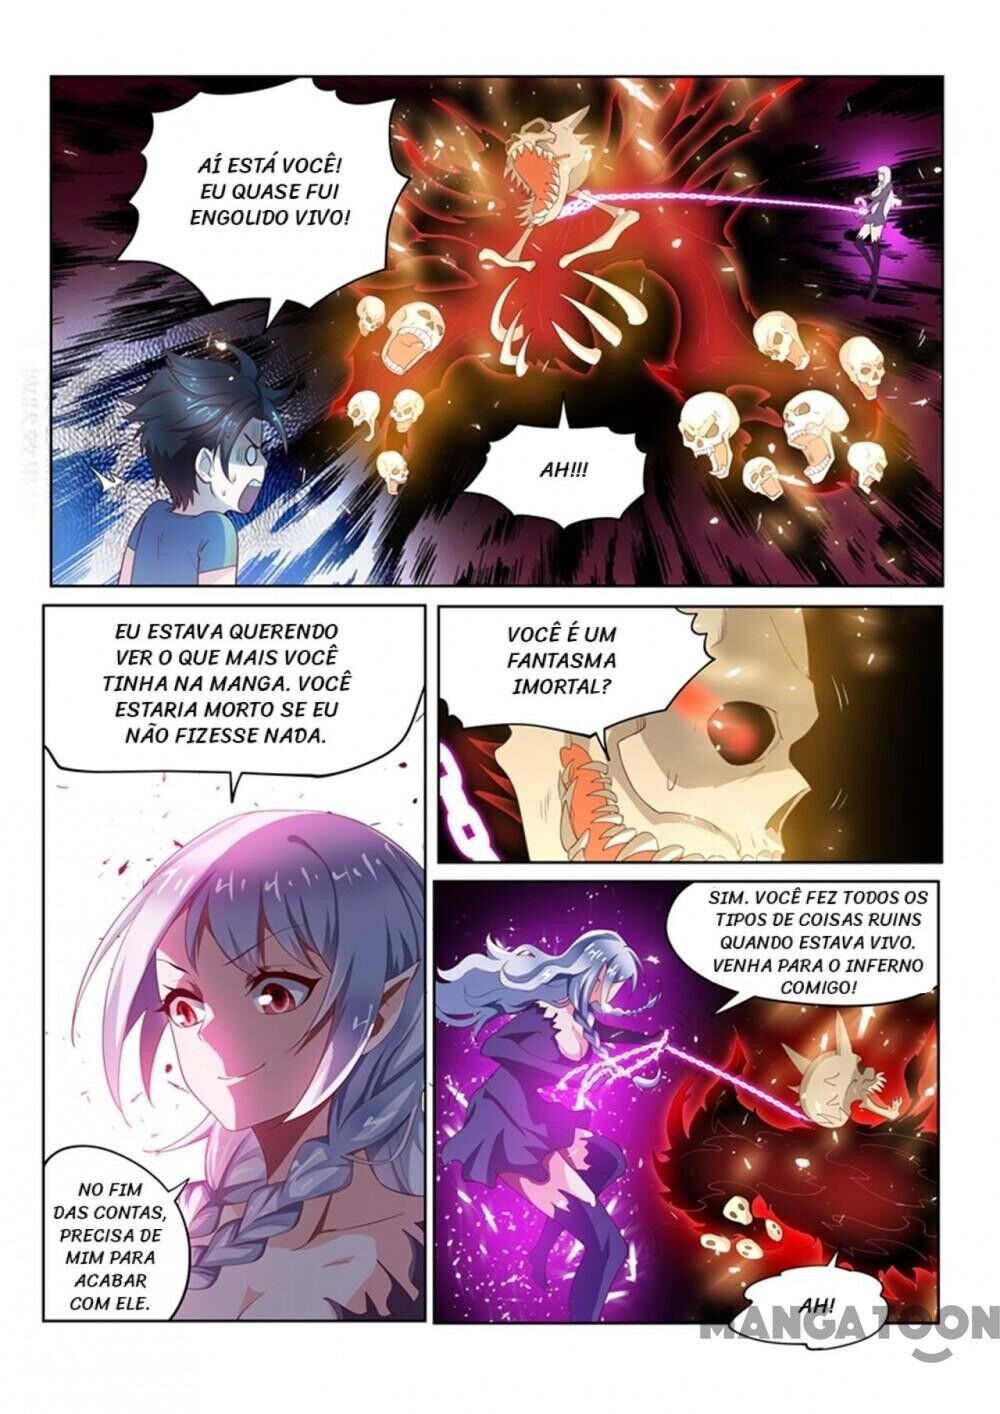 AÍ ESTÁ VOCÊ!
EU QUASE FUI
ENGOLIDO VIVO!
AH!!!
EU ESTAVA QUERENDO
VER O QUE MAIS VOCÊ
TINHA NA MANGA. VOCÊ
ESTARIA MORTO SE EU
NÃO FIZESSE NADA.
VOCÊ É UM
FANTASMA
IMORTAL?
NO FIM
DAS CONTAS,
PRECISA DE
MIM PARA
ACABAR
COM ELE.
SIM. VOCÊ FEZ TODOS OS
TIPOS DE COISAS RUINS
QUANDO ESTAVA VIVO.
VENHA PARA O INFERNO
COMIGO!
AH!
MANGATOON